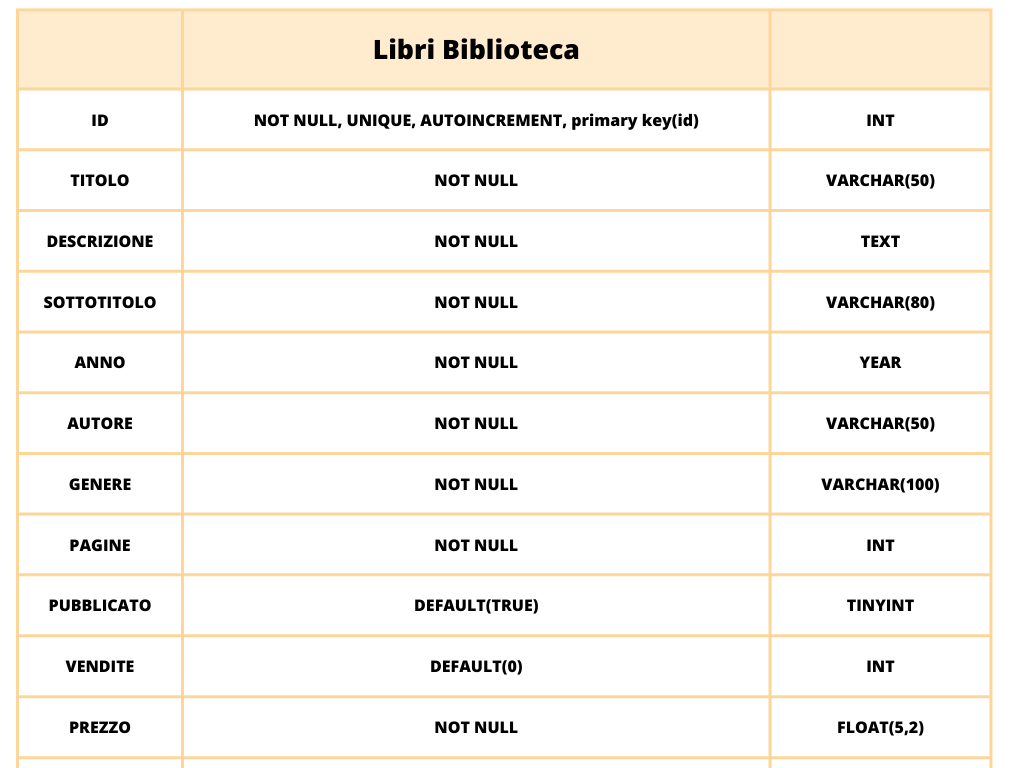 Libri Biblioteca
ID NOT NULL, UNIQUE, AUTOINCREMENT, primary key(id) INT
TITOLO NOT NULL VARCHAR(50)
DESCRIZIONE NOT NULL TEXT
SOTTOTITOLO NOT NULL VARCHAR(80)
ANNO NOT NULL YEAR
AUTORE NOT NULL VARCHAR(50)
GENERE NOT NULL VARCHAR(100)
PAGINE NOT NULL INT
PUBBLICATO DEFAULT(TRUE) TINYINT
VENDITE DEFAULT(0) INT
PREZZO NOT NULL FLOAT(5,2)